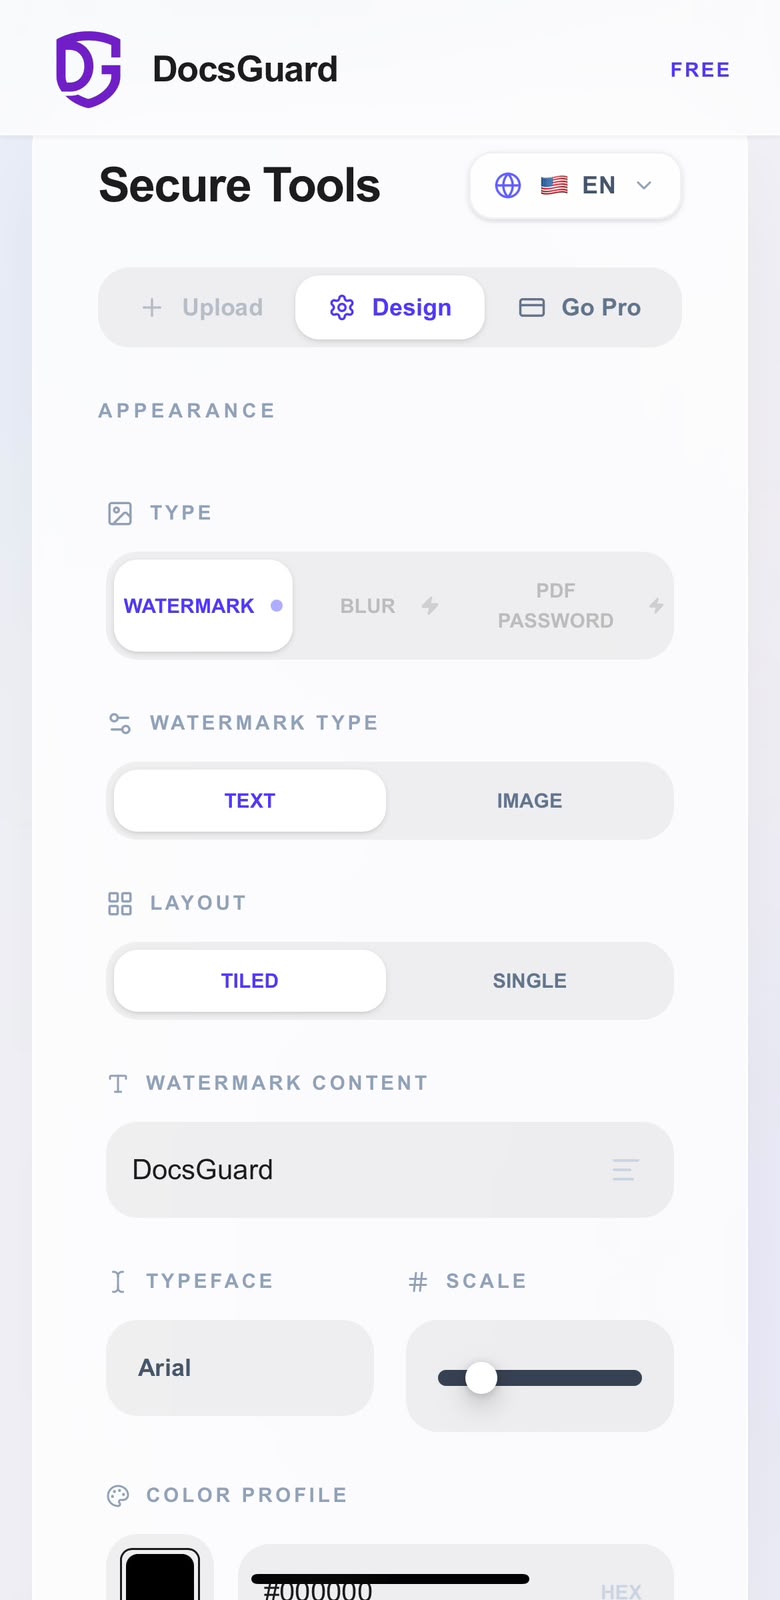 DocsGuard
FREE
Secure Tools
EN
Upload
Design
Go Pro
APPEARANCE
TYPE
WATERMARK
BLUR
PDF
PASSWORD
WATERMARK TYPE
TEXT
IMAGE
LAYOUT
TILED
SINGLE
WATERMARK CONTENT
DocsGuard
TYPEFACE
SCALE
Arial
COLOR PROFILE
#000000
HEX